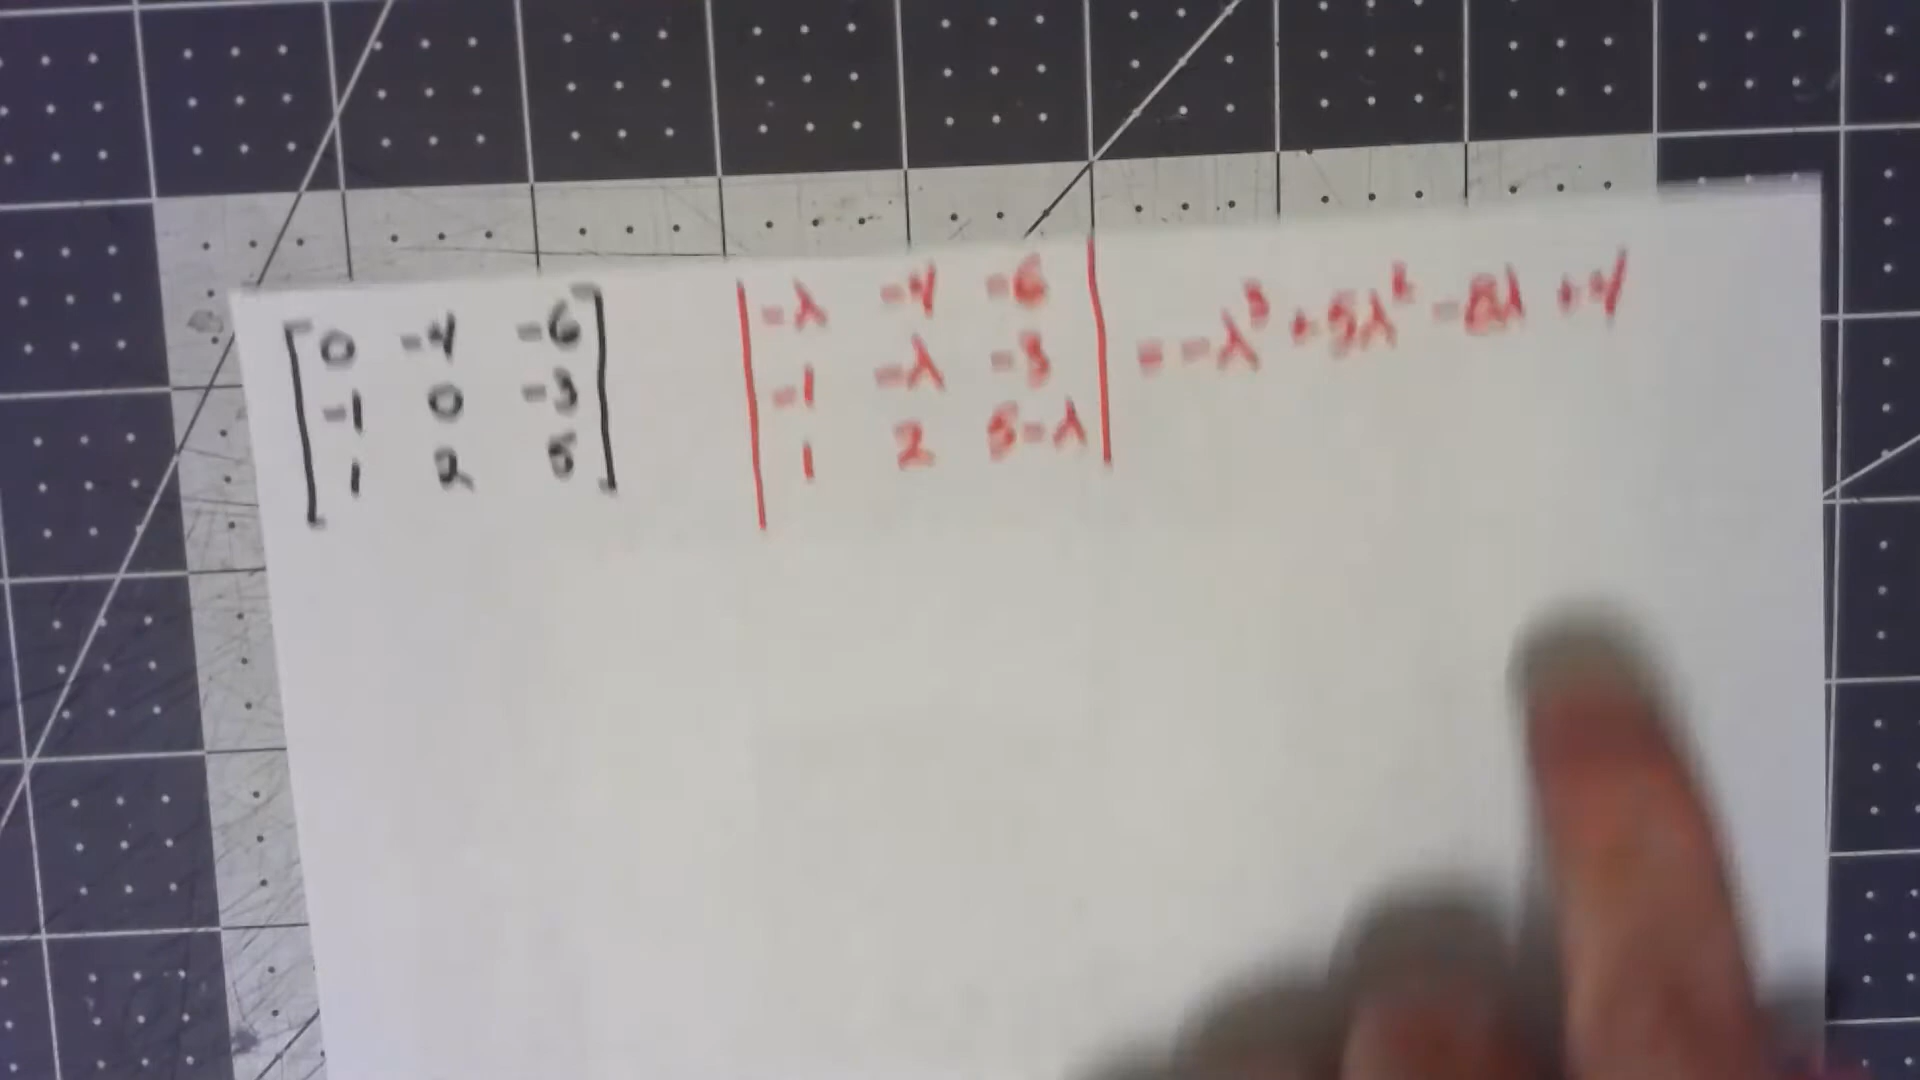 [0 -4 -6
-1 0 -3
1 2 5]
|-λ -4 -6
-1 -λ -3
1 2 5-λ| = -λ³ + 5λ² - 8λ + 4